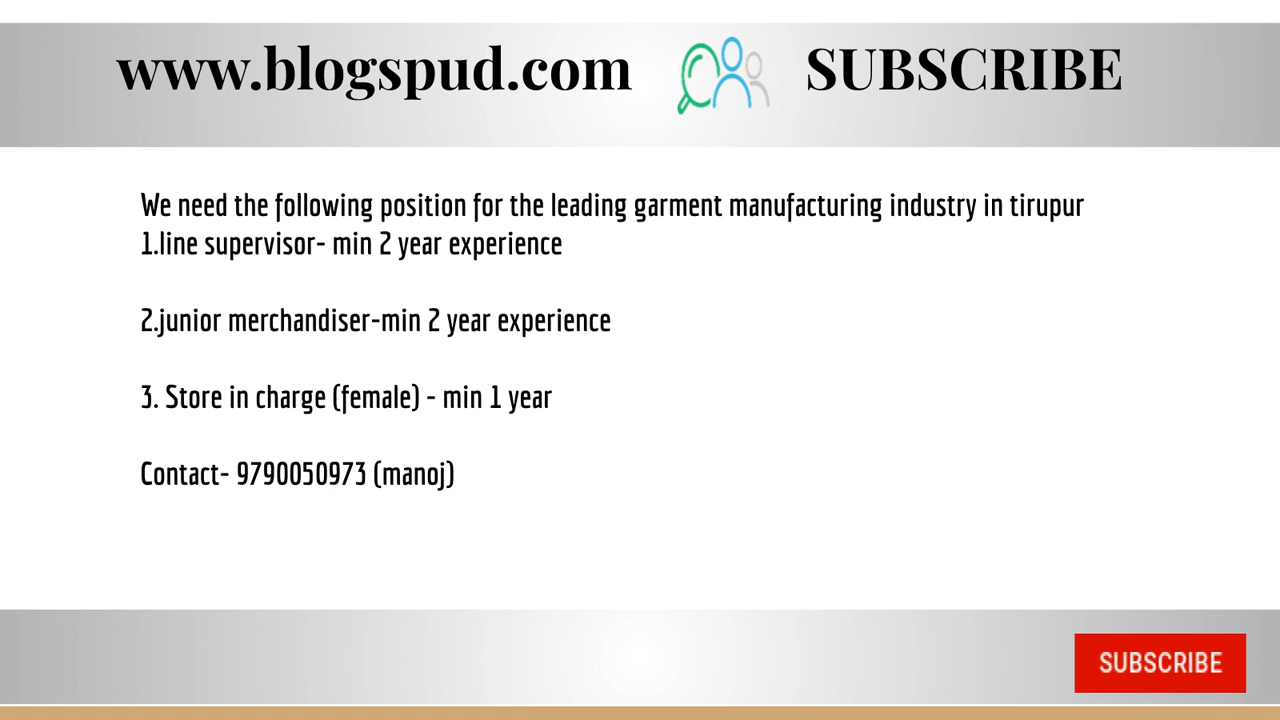 www.blogspud.com SUBSCRIBE
We need the following position for the leading garment manufacturing industry in tirupur
1.line supervisor- min 2 year experience
2.junior merchandiser-min 2 year experience
3. Store in charge (female) - min 1 year
Contact- 9790050973 (manoj)
SUBSCRIBE